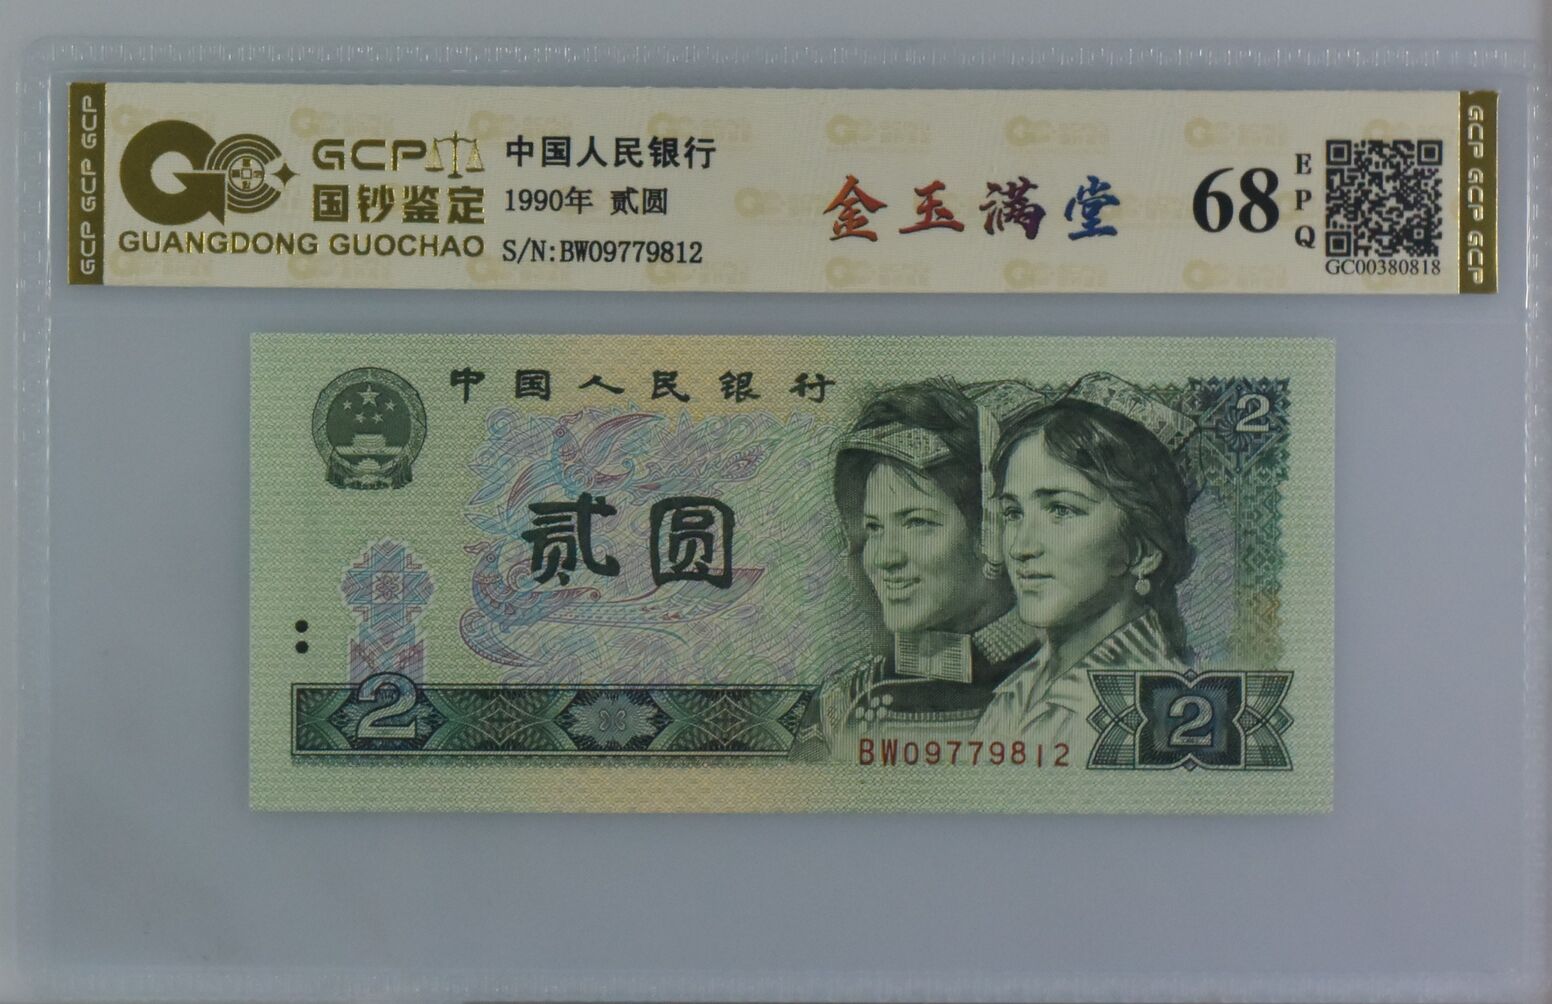 GCP GCP GCP
GCP
国钞鉴定
GUANGDONG GUOCHAO
中国人民银行
1990年 贰圆
S/N:BW09779812
金玉满堂
68
EPQ
GC00380818
GCP GCP GCP
中国人民银行
2
贰圆
2
2
BW09779812